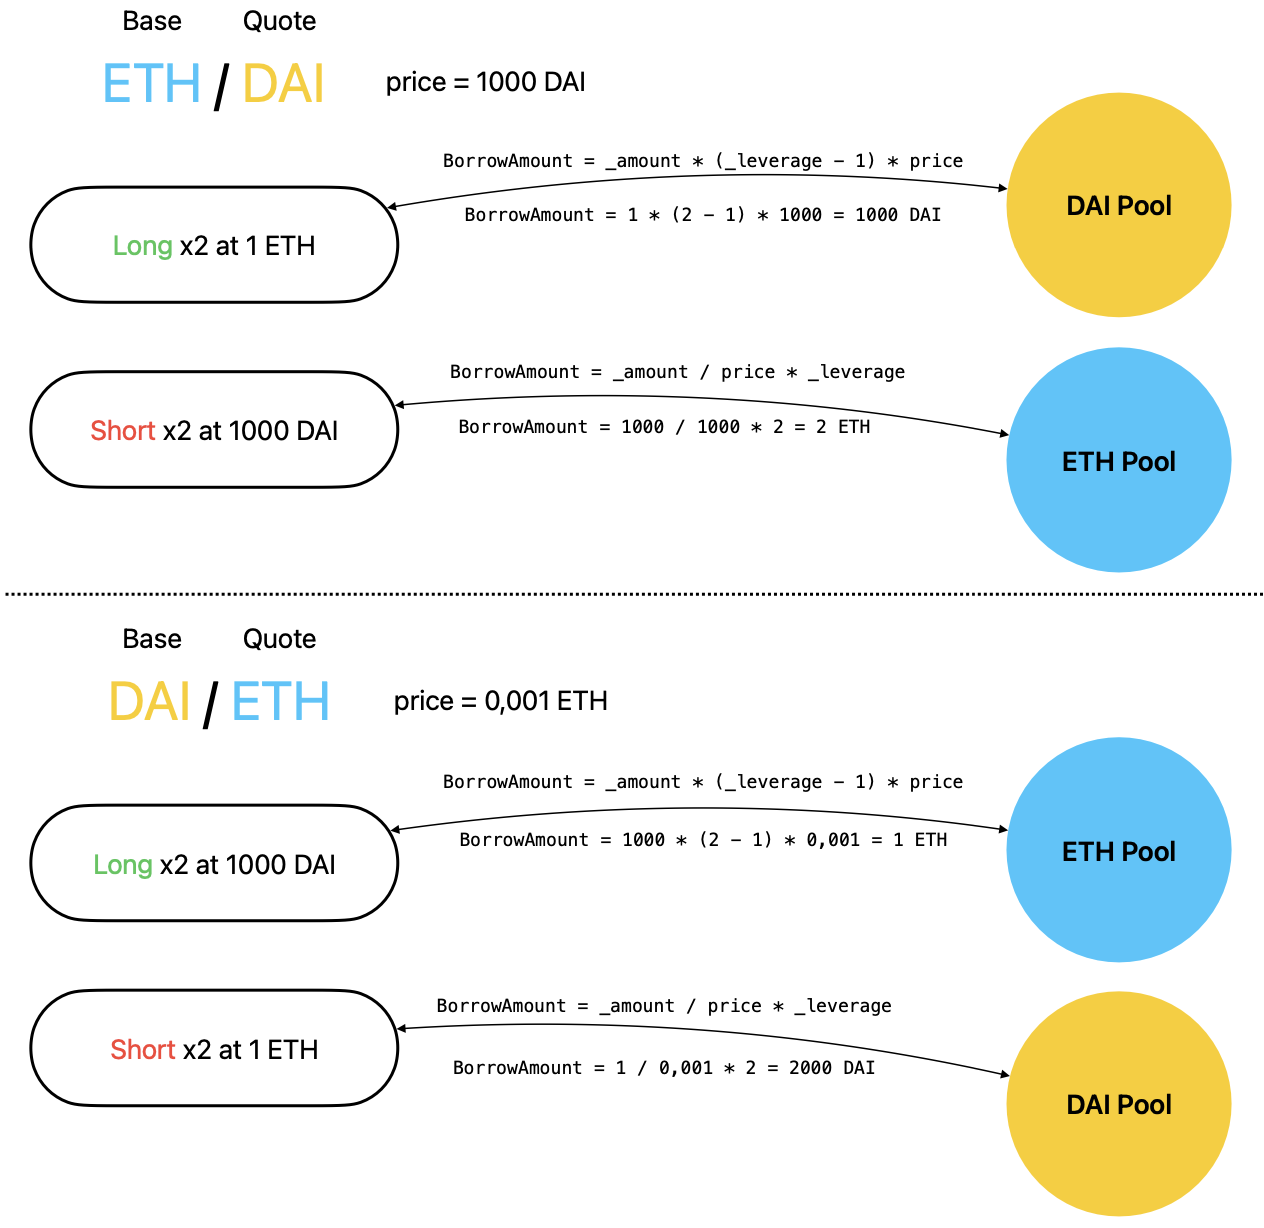 Base Quote
ETH / DAI price = 1000 DAI
BorrowAmount = _amount * (_leverage - 1) * price
BorrowAmount = 1 * (2 - 1) * 1000 = 1000 DAI
Long x2 at 1 ETH
DAI Pool
BorrowAmount = _amount / price * _leverage
BorrowAmount = 1000 / 1000 * 2 = 2 ETH
Short x2 at 1000 DAI
ETH Pool
Base Quote
DAI / ETH price = 0,001 ETH
BorrowAmount = _amount * (_leverage - 1) * price
BorrowAmount = 1000 * (2 - 1) * 0,001 = 1 ETH
Long x2 at 1000 DAI
ETH Pool
BorrowAmount = _amount / price * _leverage
BorrowAmount = 1 / 0,001 * 2 = 2000 DAI
Short x2 at 1 ETH
DAI Pool